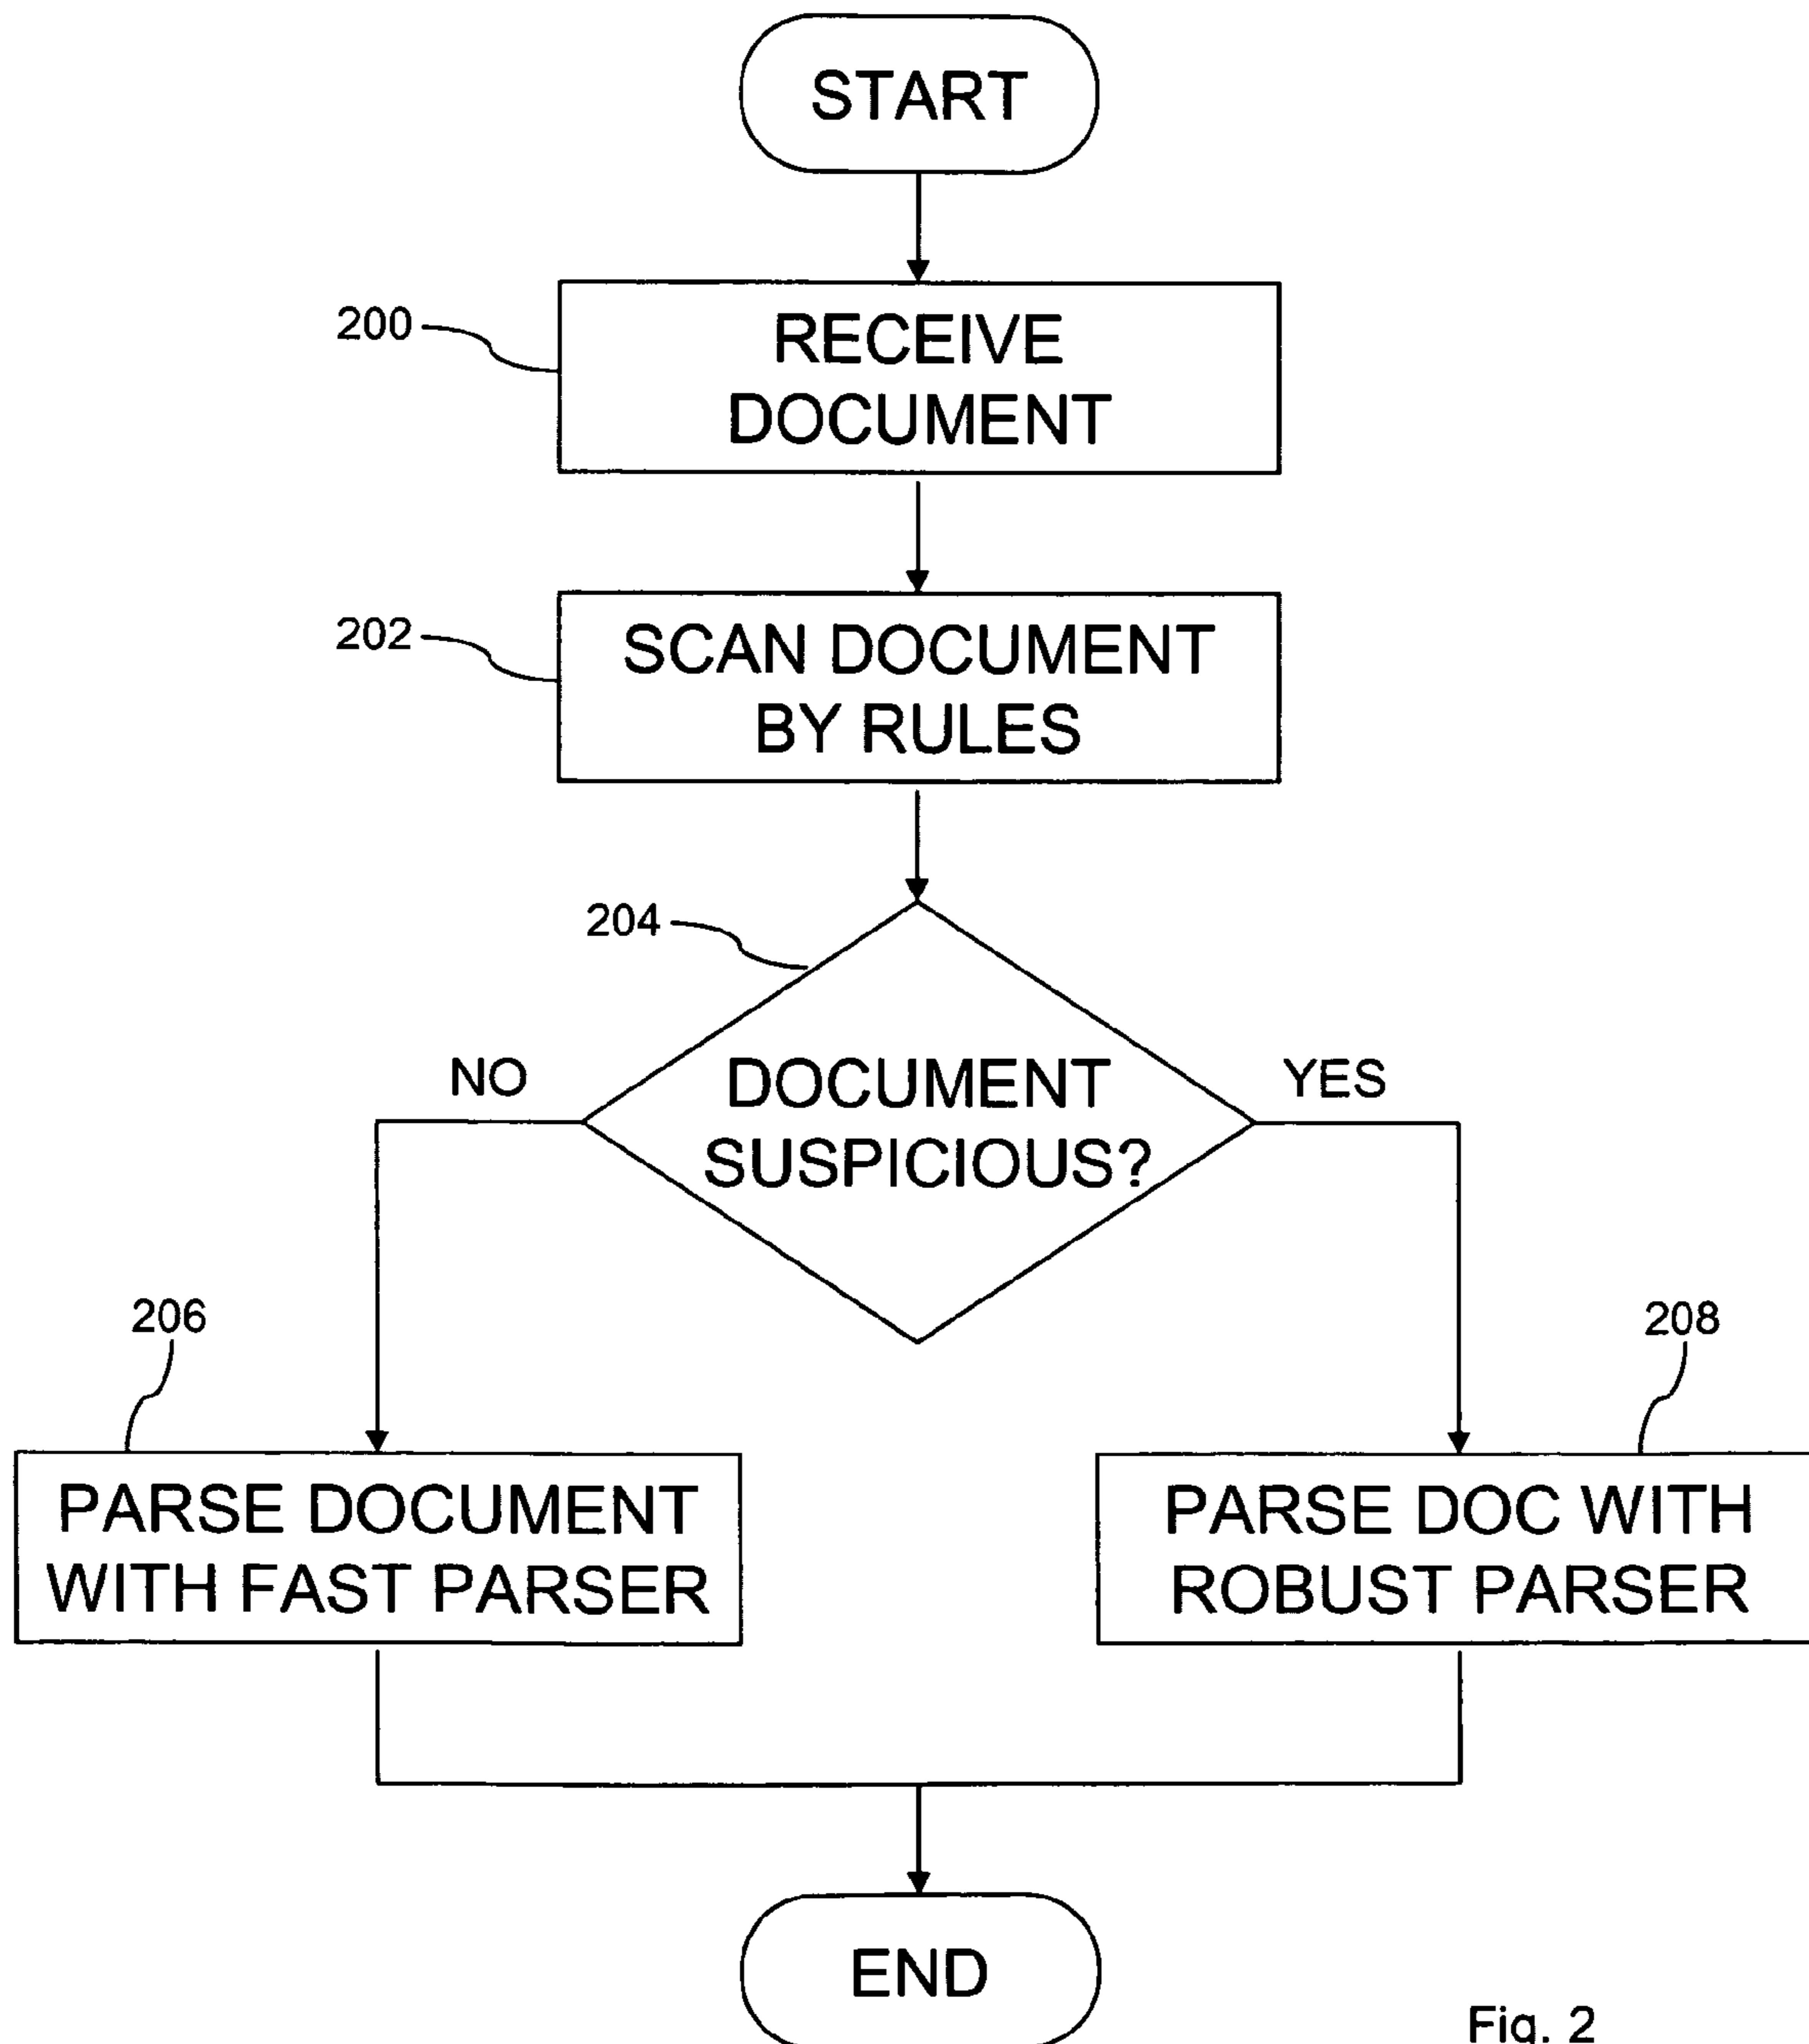 START
200
RECEIVE
DOCUMENT
202
SCAN DOCUMENT
BY RULES
204
NO
DOCUMENT
SUSPICIOUS?
YES
206
208
PARSE DOCUMENT
WITH FAST PARSER
PARSE DOC WITH
ROBUST PARSER
END
Fig. 2